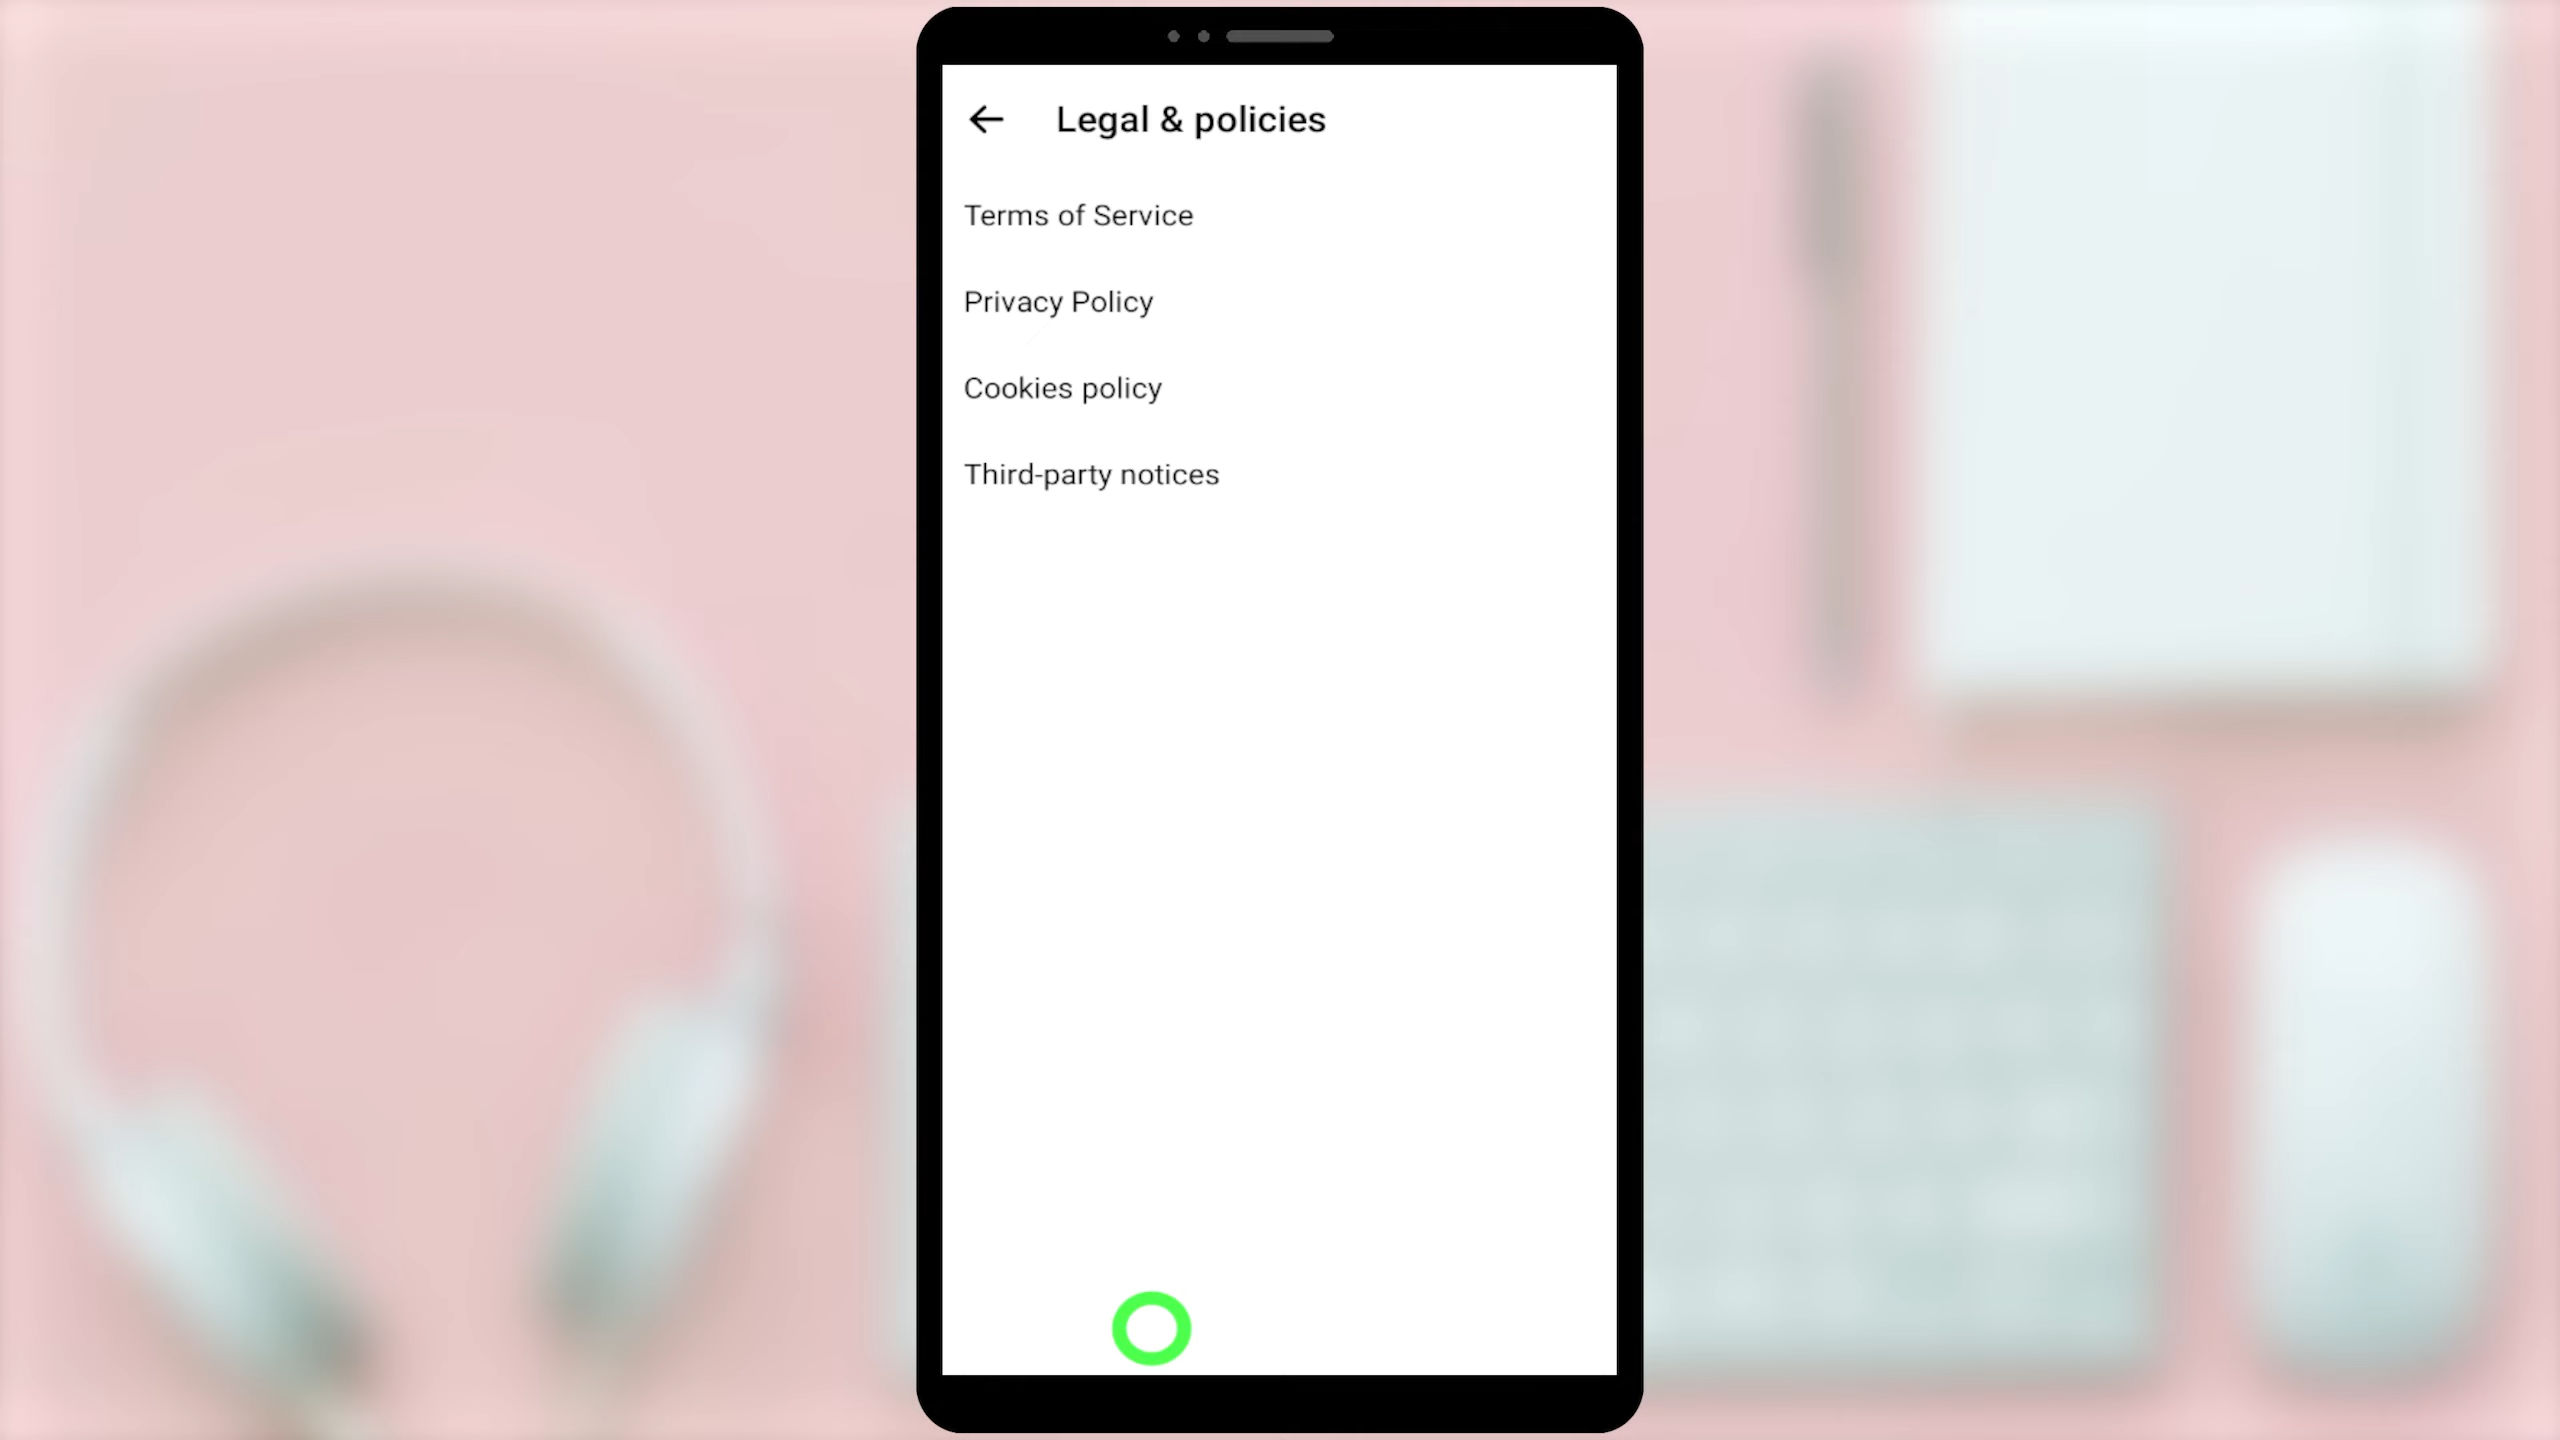 Legal & policies
Terms of Service
Privacy Policy
Cookies policy
Third-party notices